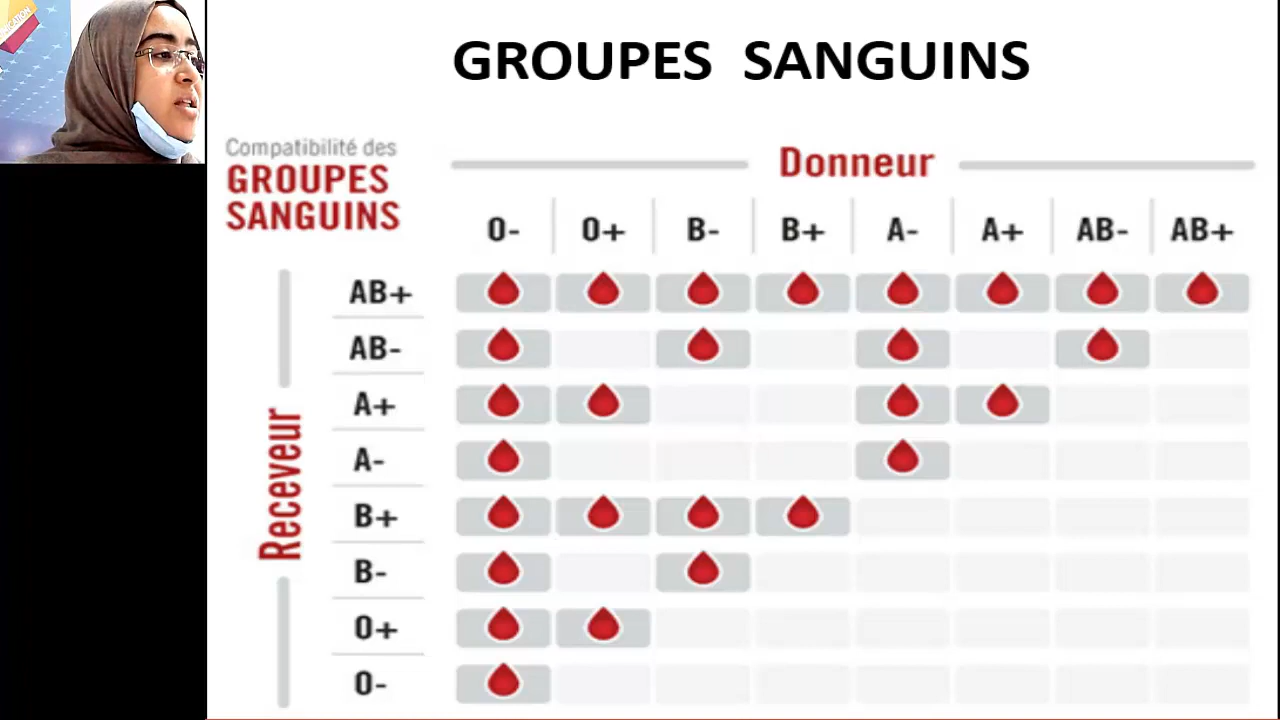 GROUPES SANGUINS
Compatibilité des
GROUPES
SANGUINS
Donneur
O- O+ B- B+ A- A+ AB- AB+
Receveur
AB+
AB-
A+
A-
B+
B-
O+
O-